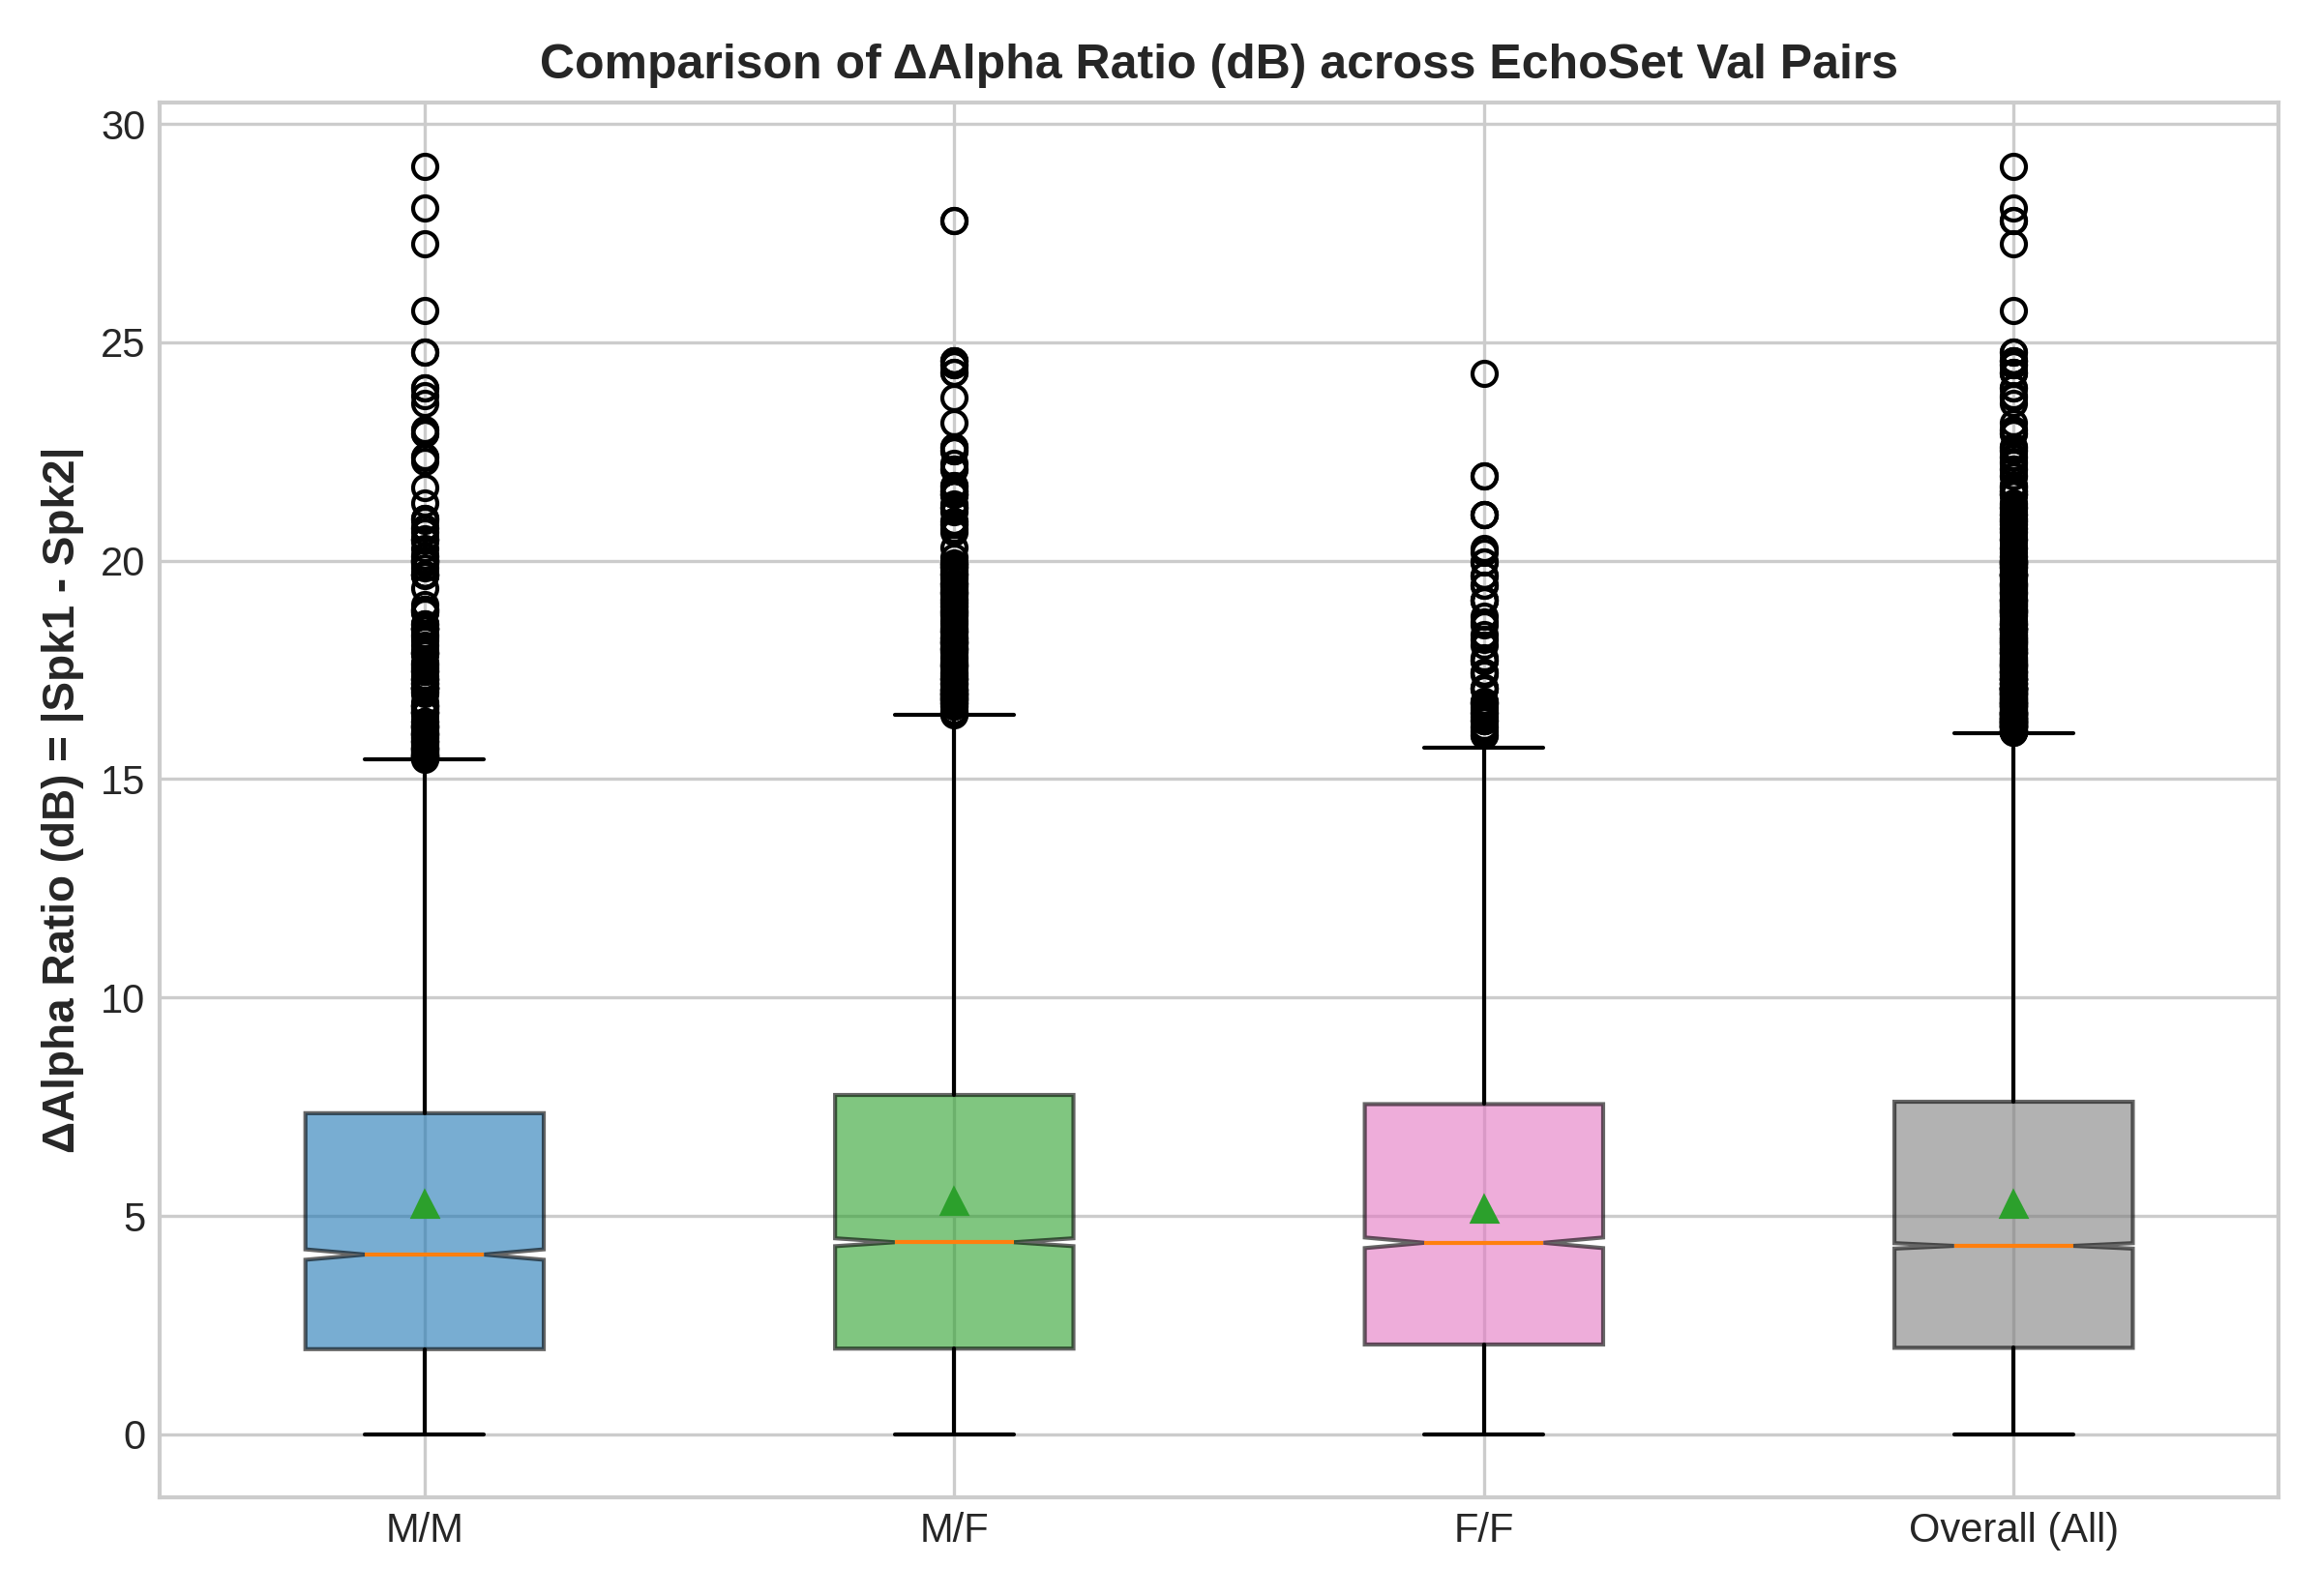 Comparison of ΔAlpha Ratio (dB) across EchoSet Val Pairs
ΔAlpha Ratio (dB) = |Spk1 - Spk2|
30
25
20
15
10
5
0
M/M
M/F
F/F
Overall (All)